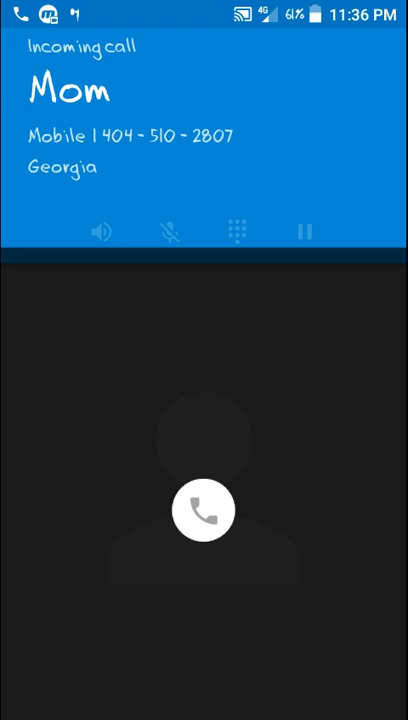 4G 61% 11:36 PM
Incoming call
Mom
Mobile 1 404-510-2807
Georgia